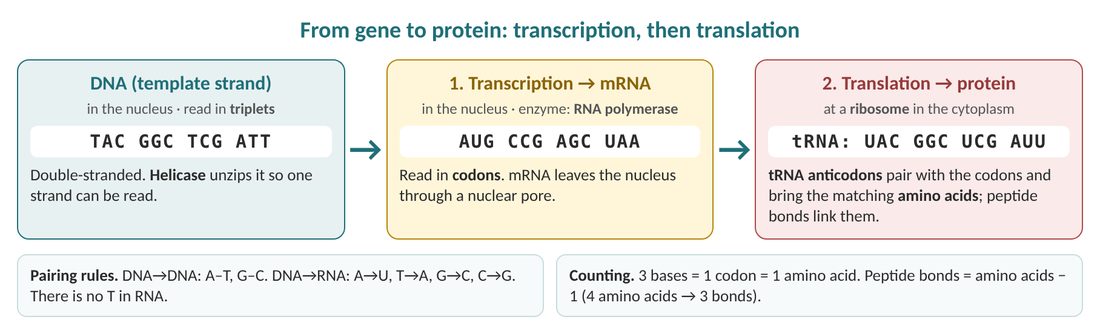 From gene to protein: transcription, then translation
DNA (template strand)
in the nucleus · read in triplets
TAC GGC TCG ATT
Double-stranded. Helicase unzips it so one
strand can be read.
1. Transcription → mRNA
in the nucleus · enzyme: RNA polymerase
AUG CCG AGC UAA
Read in codons. mRNA leaves the nucleus
through a nuclear pore.
2. Translation → protein
at a ribosome in the cytoplasm
tRNA: UAC GGC UCG AUU
tRNA anticodons pair with the codons and
bring the matching amino acids; peptide
bonds link them.
Pairing rules. DNA→DNA: A–T, G–C. DNA→RNA: A→U, T→A, G→C, C→G.
There is no T in RNA.
Counting. 3 bases = 1 codon = 1 amino acid. Peptide bonds = amino acids −
1 (4 amino acids → 3 bonds).